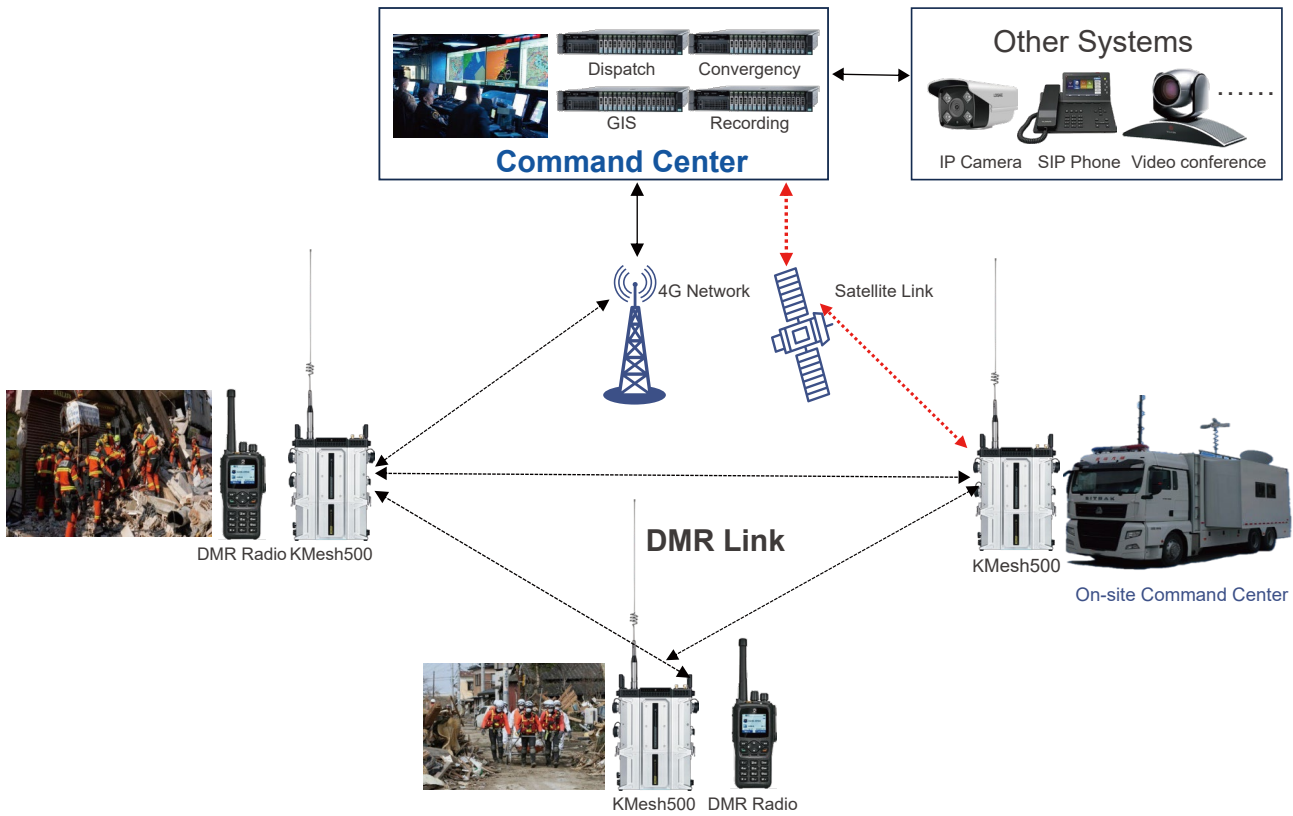 Other Systems
Dispatch
Convergency
GIS
Recording
Command Center
IP Camera
SIP Phone
Video conference
4G Network
Satellite Link
DMR Radio
KMesh500
DMR Link
KMesh500
SITRAK
On-site Command Center
KMesh500
DMR Radio